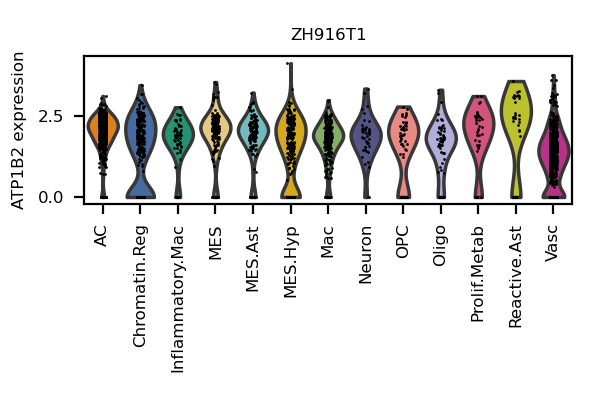 ZH916T1
ATP1B2 expression
2.5
0.0
AC
Chromatin.Reg
Inflammatory.Mac
MES
MES.Ast
MES.Hyp
Mac
Neuron
OPC
Oligo
Prolif.Metab
Reactive.Ast
Vasc